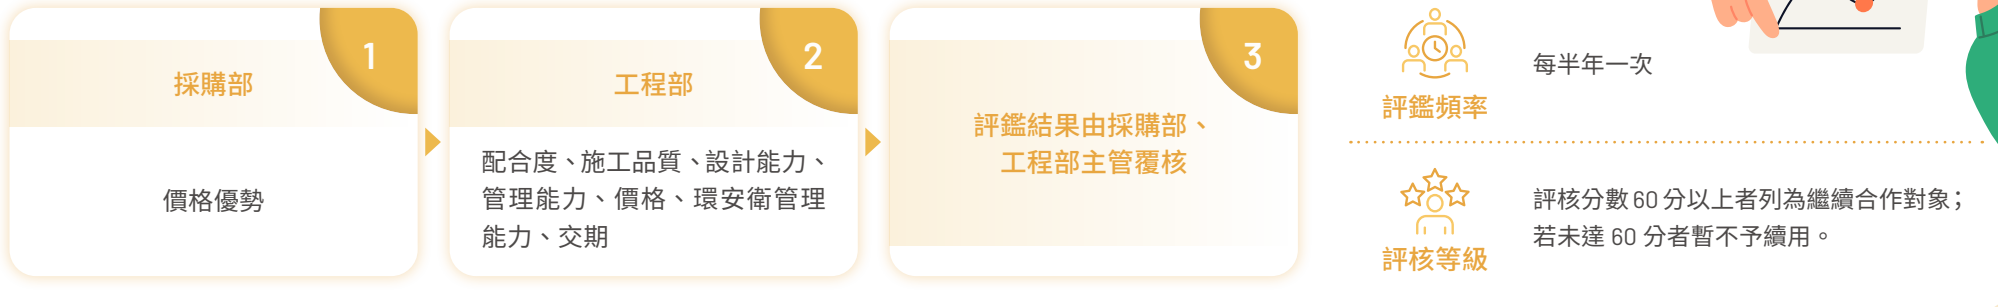 1
採購部
價格優勢
2
工程部
配合度、施工品質、設計能力、
管理能力、價格、環安衛管理
能力、交期
3
評鑑結果由採購部、
工程部主管覆核
評鑑頻率
每半年一次
評核等級
評核分數 60 分以上者列為繼續合作對象；
若未達 60 分者暫不予續用。